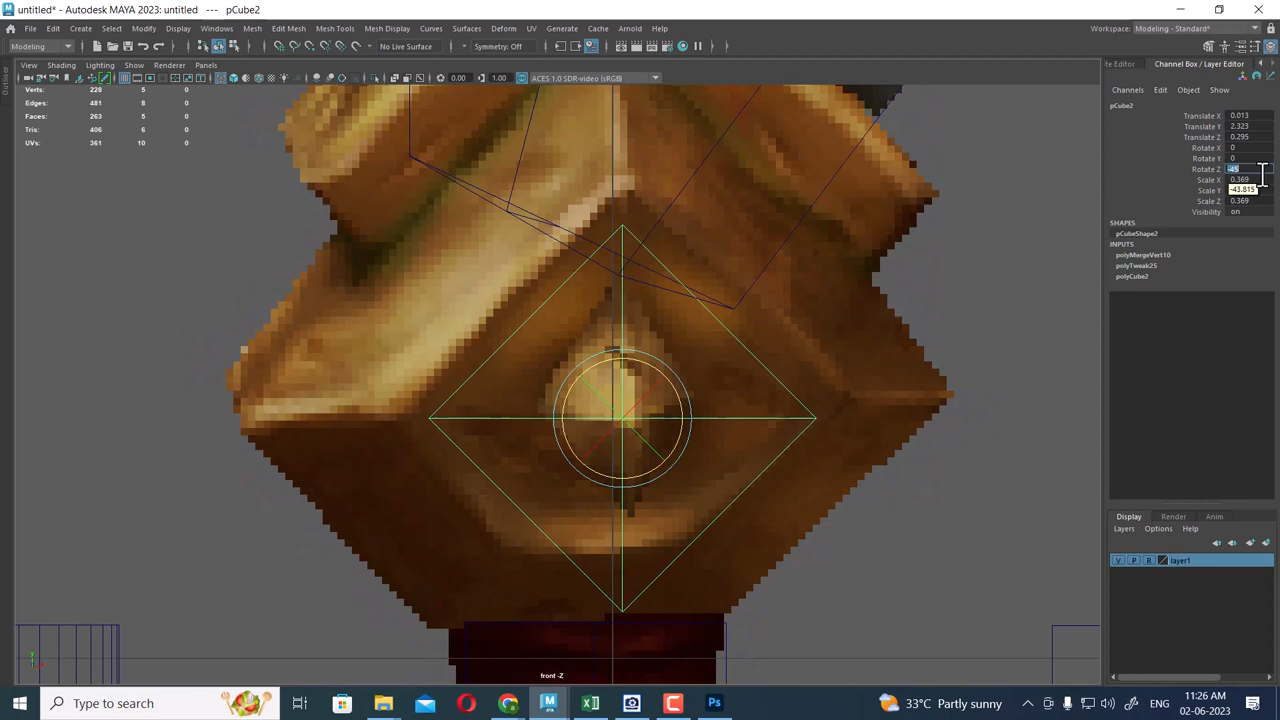 untitled* - Autodesk MAYA 2023: untitled --- pCube2
File Edit Create Select Modify Display Windows Mesh Edit Mesh Mesh Tools Mesh Display Curves Surfaces Deform UV Generate Cache Arnold Help
Workspace: Modeling - Standard*
Modeling No Live Surface Symmetry: Off
View Shading Lighting Show Renderer Panels
0.00 1.00 ACES 1.0 SDR-video (sRGB)
Verts: 228 5 0
Edges: 481 8 0
Faces: 263 5 0
Tris: 406 6 0
UVs: 361 10 0
Outliner
front -Z
y
te Editor Channel Box / Layer Editor
Channels Edit Object Show
pCube2
Translate X 0.013
Translate Y 2.323
Translate Z 0.295
Rotate X 0
Rotate Y 0
Rotate Z -45
Scale X 0.369
Scale Y
-43.815
Scale Z 0.369
Visibility on
SHAPES
pCubeShape2
INPUTS
polyMergeVert10
polyTweak25
polyCube2
Display Render Anim
Layers Options Help
V P R layer1
Type here to search
Ps
33°C Partly sunny
ENG
11:26 AM
02-06-2023